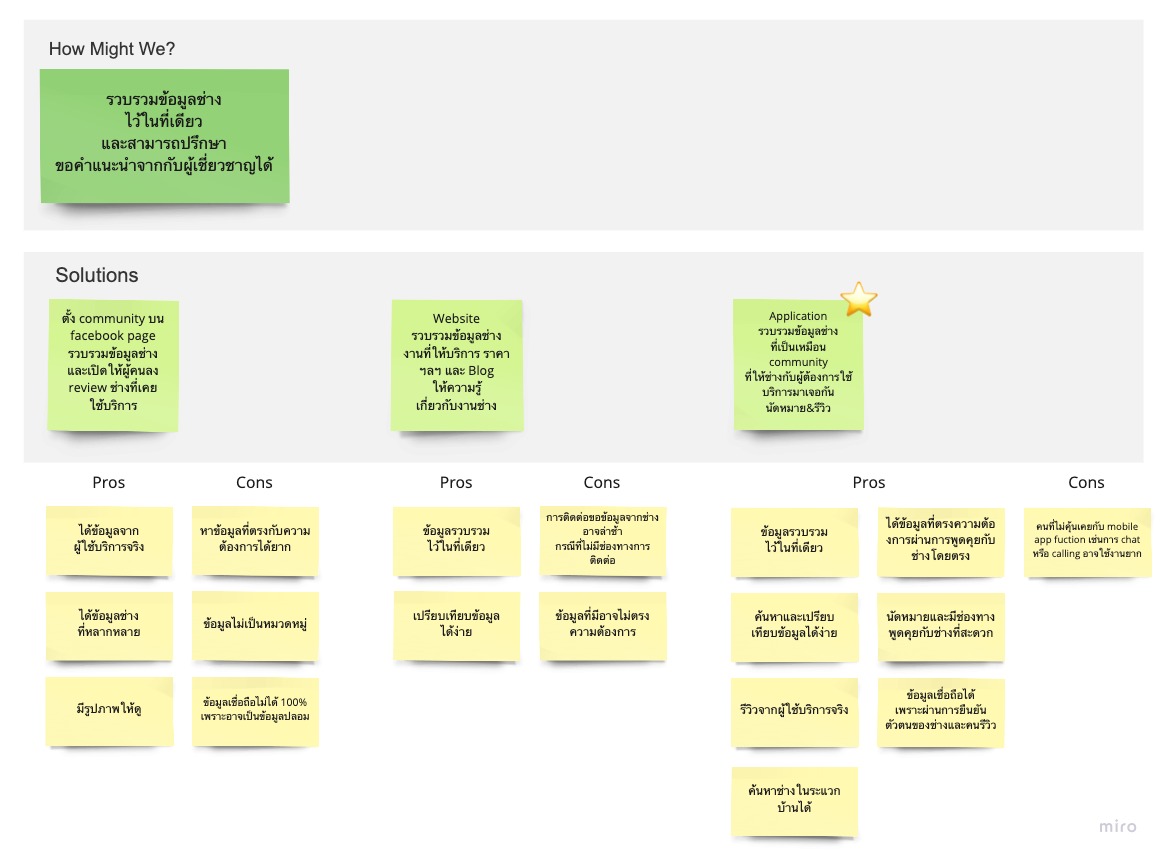 How Might We?
รวบรวมข้อมูลช่าง
ไว้ในที่เดียว
และสามารถปรึกษา
ขอคำแนะนำจากกับผู้เชี่ยวชาญได้
Solutions
ตั้ง community บน
facebook page
รวบรวมข้อมูลช่าง
และเปิดให้ผู้คนลง
review ช่างที่เคย
ใช้บริการ
Website
รวบรวมข้อมูลช่าง
งานที่ให้บริการ ราคา
ฯลฯ และ Blog
ให้ความรู้
เกี่ยวกับงานช่าง
Application
รวบรวมข้อมูลช่าง
ที่เป็นเหมือน
community
ที่ให้ช่างกับผู้ต้องการใช้
บริการมาเจอกัน
นัดหมาย&รีวิว
Pros
Cons
ได้ข้อมูลจาก
ผู้ใช้บริการจริง
ได้ข้อมูลช่าง
ที่หลากหลาย
มีรูปภาพให้ดู
หาข้อมูลที่ตรงกับความ
ต้องการได้ยาก
ข้อมูลไม่เป็นหมวดหมู่
ข้อมูลเชื่อถือไม่ได้ 100%
เพราะอาจเป็นข้อมูลปลอม
Pros
Cons
ข้อมูลรวบรวม
ไว้ในที่เดียว
เปรียบเทียบข้อมูล
ได้ง่าย
การติดต่อขอข้อมูลจากช่าง
อาจล่าช้า
กรณีที่ไม่มีช่องทางการ
ติดต่อ
ข้อมูลที่มีอาจไม่ตรง
ความต้องการ
Pros
Cons
ข้อมูลรวบรวม
ไว้ในที่เดียว
ค้นหาและเปรียบ
เทียบข้อมูลได้ง่าย
รีวิวจากผู้ใช้บริการจริง
ค้นหาช่างในระแวก
บ้านได้
ได้ข้อมูลที่ตรงความต้อ
งการผ่านการพูดคุยกับ
ช่างโดยตรง
นัดหมายและมีช่องทาง
พูดคุยกับช่างที่สะดวก
ข้อมูลเชื่อถือได้
เพราะผ่านการยืนยัน
ตัวตนของช่างและคนรีวิว
คนที่ไม่คุ้นเคยกับ mobile
app fuction เช่นการ chat
หรือ calling อาจใช้งานยาก
miro